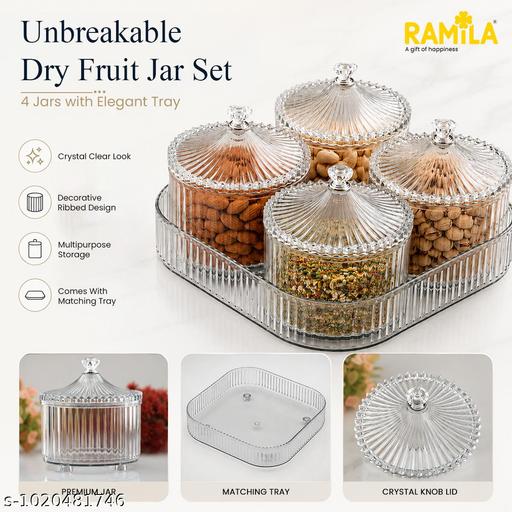 Unbreakable
Dry Fruit Jar Set
4 Jars with Elegant Tray
RAMILA
A gift of happiness
Crystal Clear Look
Decorative
Ribbed Design
Multipurpose
Storage
Comes With
Matching Tray
PREMIUM JAR
MATCHING TRAY
CRYSTAL KNOB LID
s-1020481746